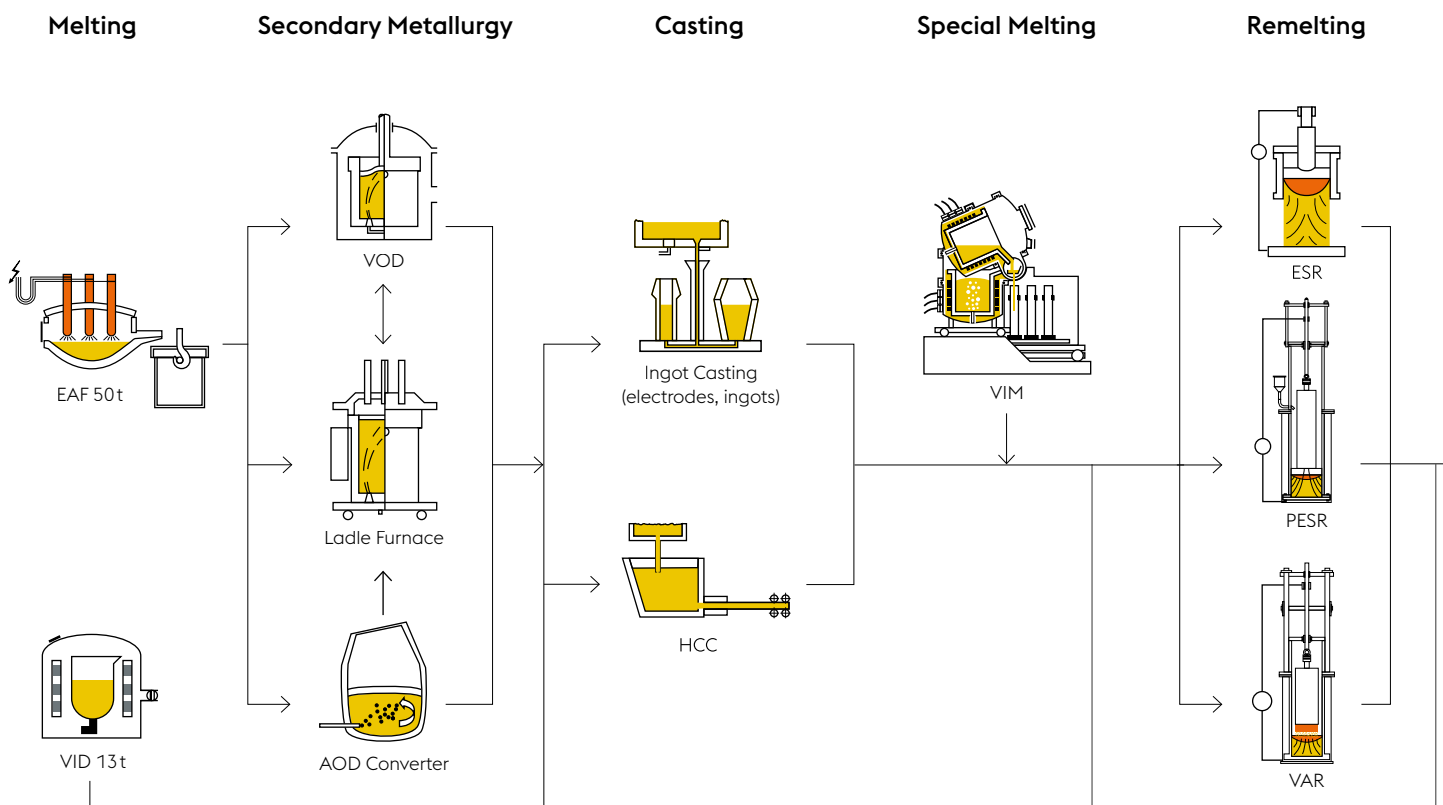 Melting
Secondary Metallurgy
Casting
Special Melting
Remelting
EAF 50 t
VID 13 t
VOD
Ladle Furnace
AOD Converter
Ingot Casting
(electrodes, ingots)
HCC
VIM
ESR
PESR
VAR